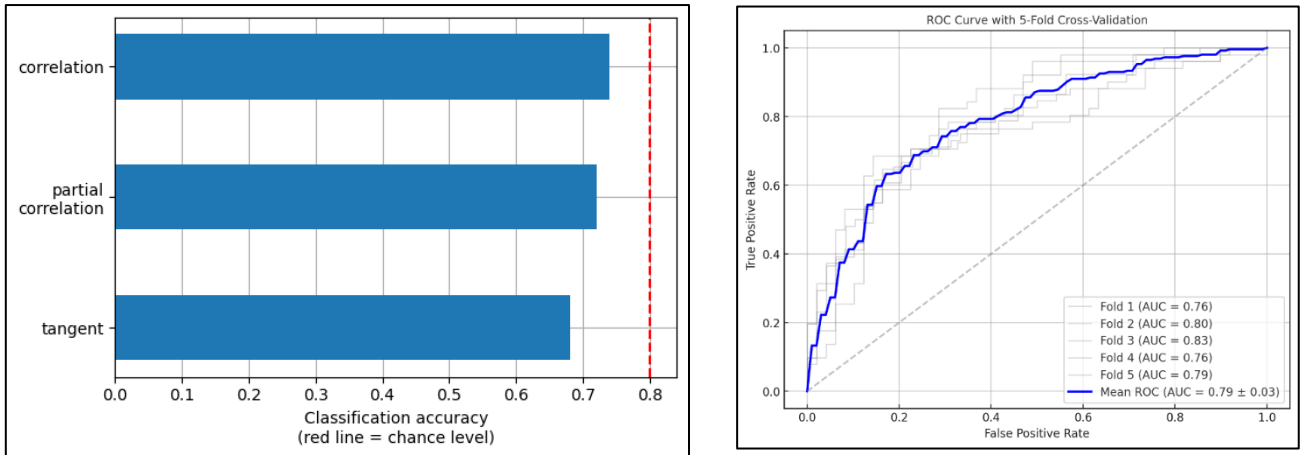 correlation
partial
correlation
tangent
0.0 0.1 0.2 0.3 0.4 0.5 0.6 0.7 0.8
Classification accuracy
(red line = chance level)
ROC Curve with 5-Fold Cross-Validation
True Positive Rate
1.0
0.8
0.6
0.4
0.2
0.0
Fold 1 (AUC = 0.76)
Fold 2 (AUC = 0.80)
Fold 3 (AUC = 0.83)
Fold 4 (AUC = 0.76)
Fold 5 (AUC = 0.79)
Mean ROC (AUC = 0.79 ± 0.03)
0.0 0.2 0.4 0.6 0.8 1.0
False Positive Rate